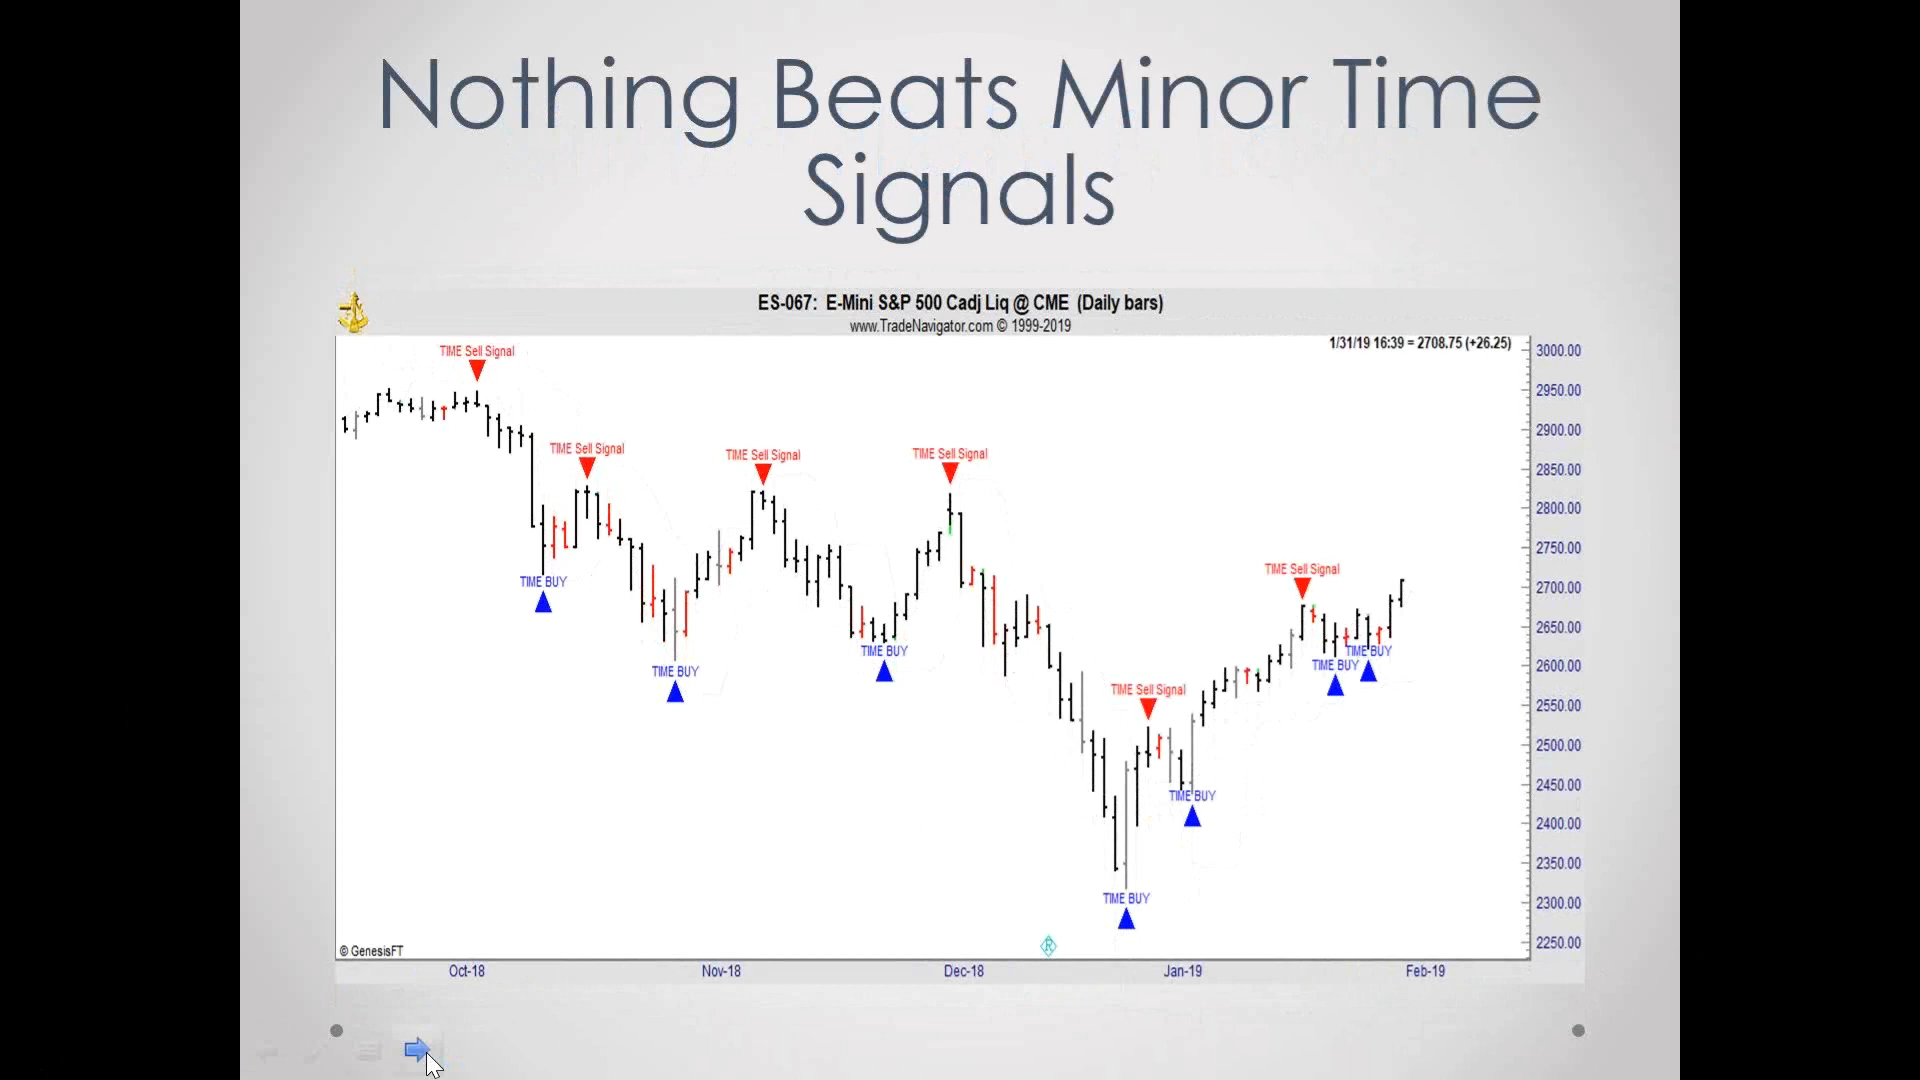 Nothing Beats Minor Time
Signals
ES-067: E-Mini S&P 500 Cadj Liq @ CME (Daily bars)
www.TradeNavigator.com © 1999-2019
1/31/19 16:39 = 2708.75 (+26.25)
3000.00
2950.00
2900.00
2850.00
2800.00
2750.00
2700.00
2650.00
2600.00
2550.00
2500.00
2450.00
2400.00
2350.00
2300.00
2250.00
TIME Sell Signal
TIME Sell Signal
TIME Sell Signal
TIME Sell Signal
TIME Sell Signal
TIME BUY
TIME BUY
TIME BUY
TIME BUY
TIME BUY
TIME BUY
TIME Sell Signal
TIME BUY
R
© GenesisFT
Oct-18
Nov-18
Dec-18
Jan-19
Feb-19